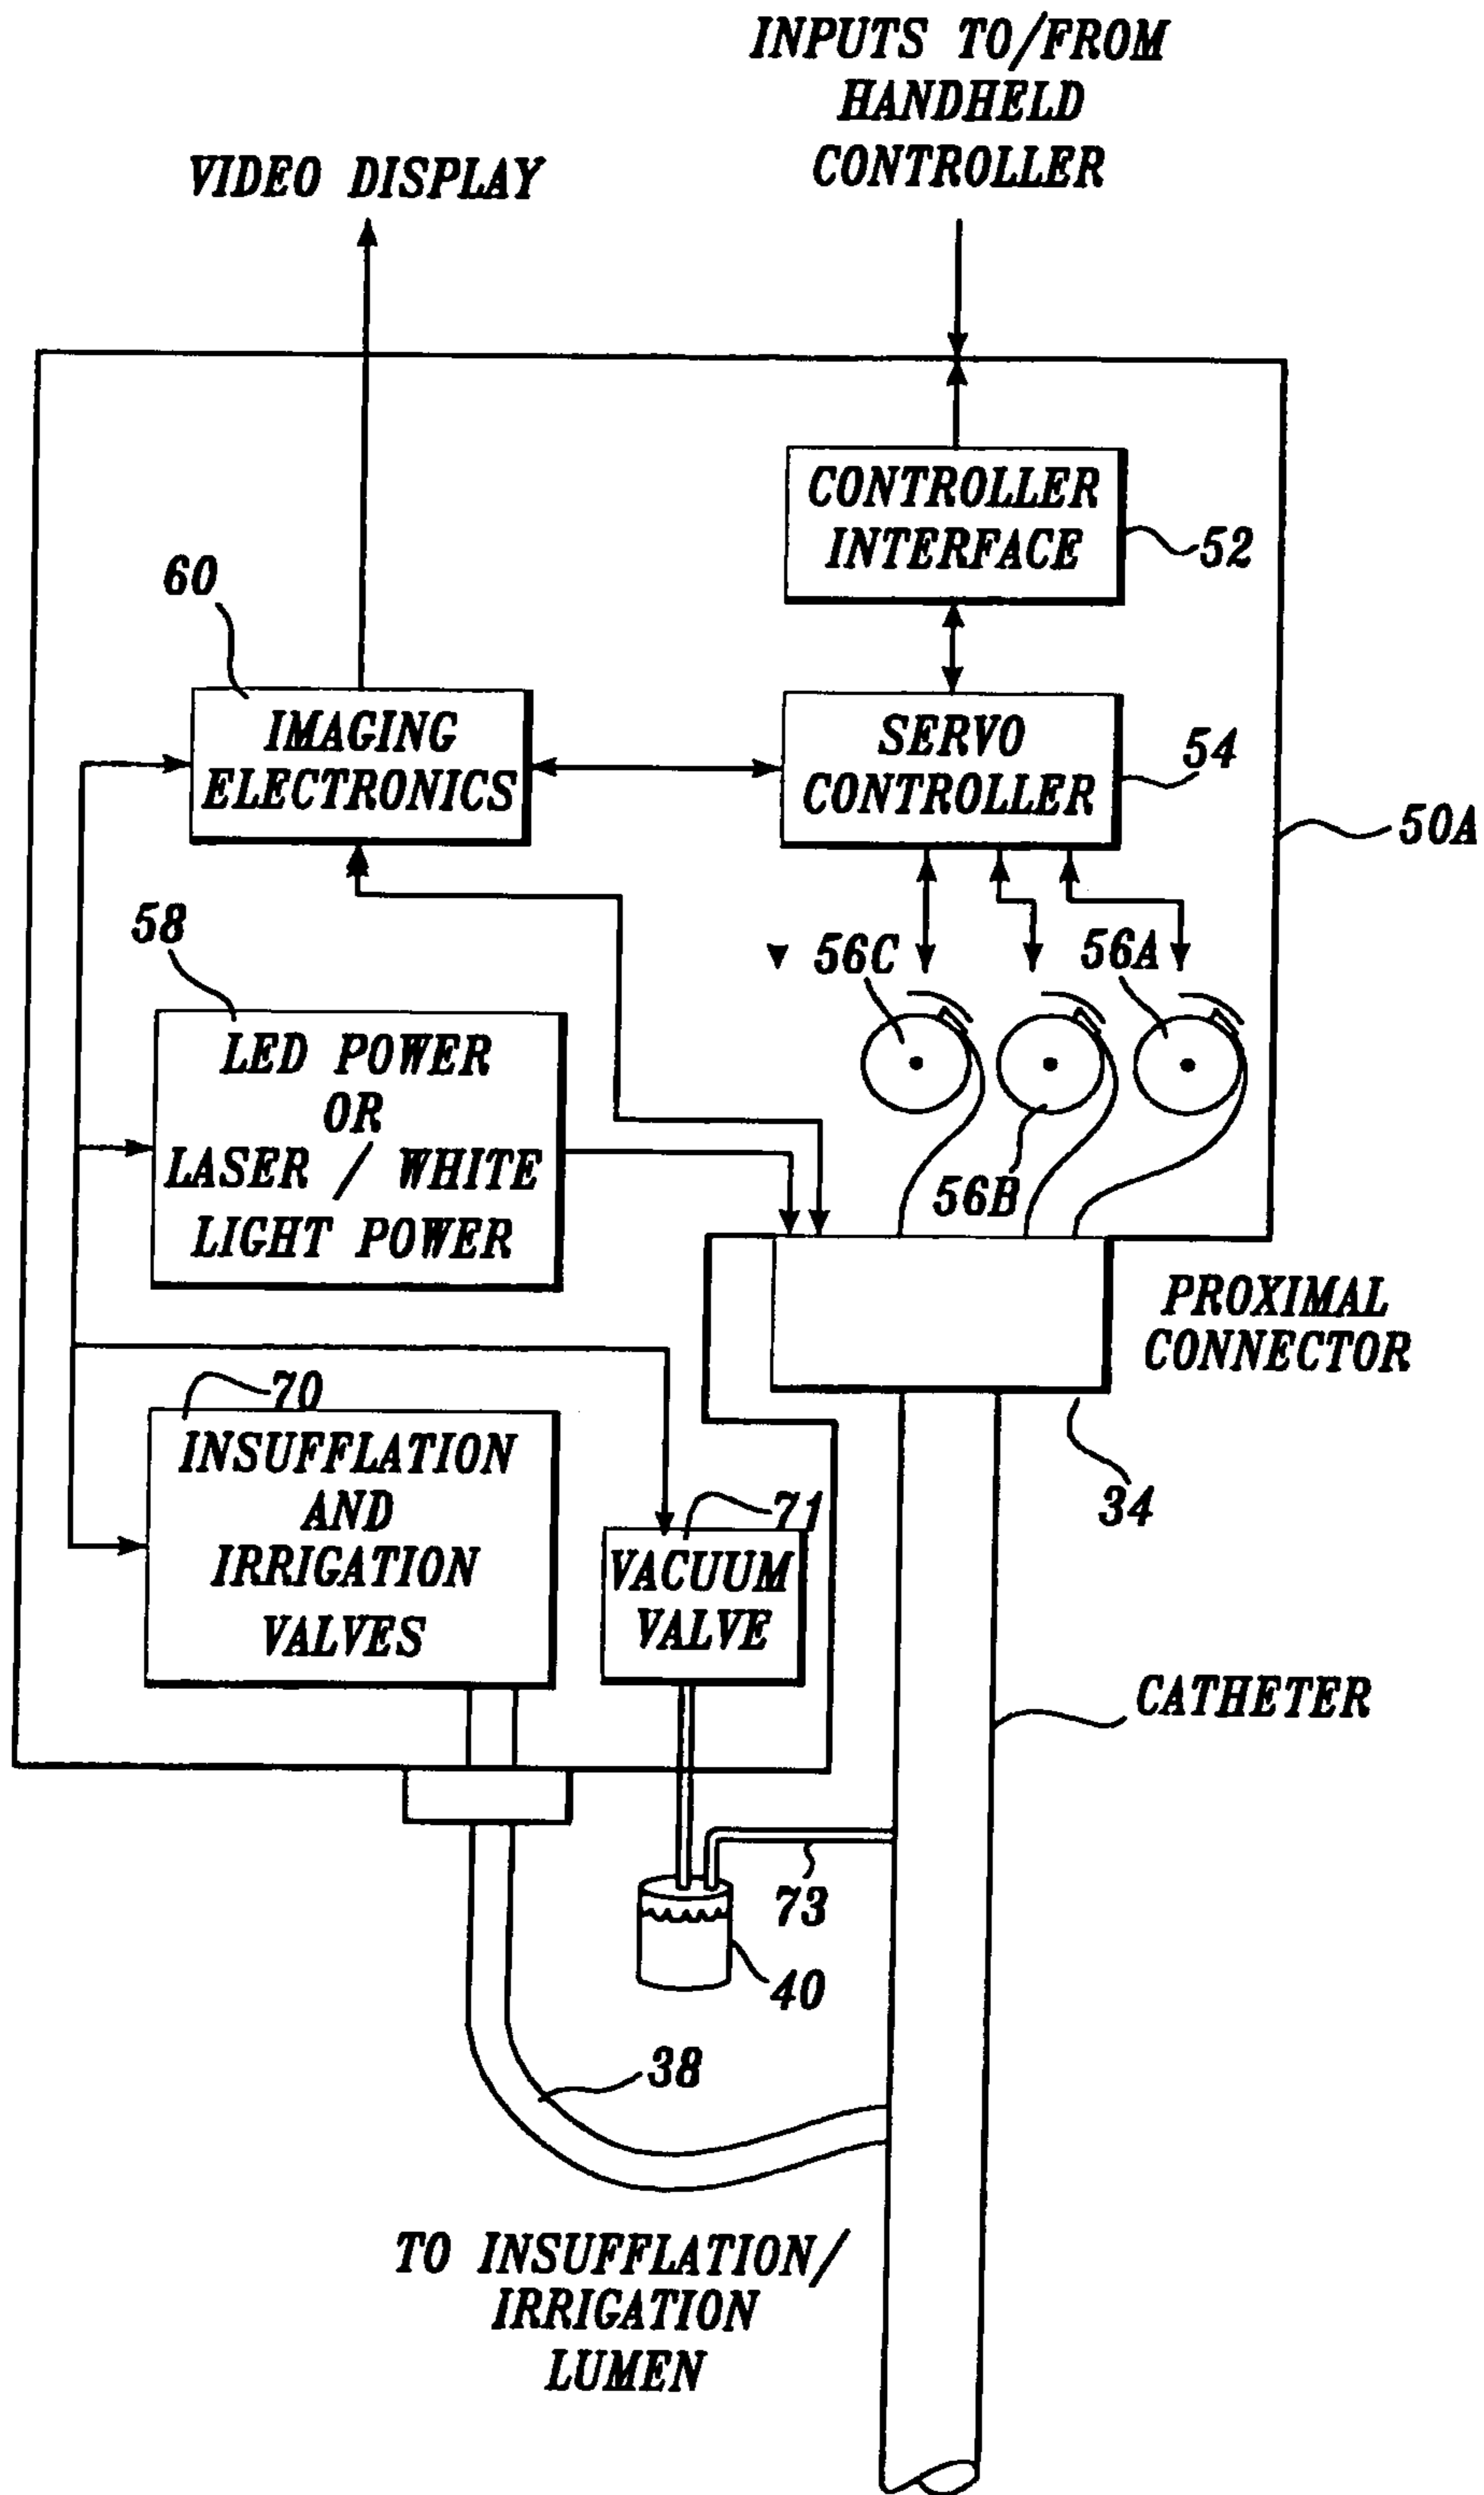 INPUTS TO/FROM
HANDHELD
CONTROLLER
VIDEO DISPLAY
CONTROLLER
INTERFACE
52
60
IMAGING
ELECTRONICS
SERVO
CONTROLLER
54
50A
58
56C
56A
LED POWER
OR
LASER / WHITE
LIGHT POWER
56B
PROXIMAL
CONNECTOR
70
INSUFFLATION
AND
IRRIGATION
VALVES
71
VACUUM
VALVE
34
CATHETER
73
40
38
TO INSUFFLATION/
IRRIGATION
LUMEN